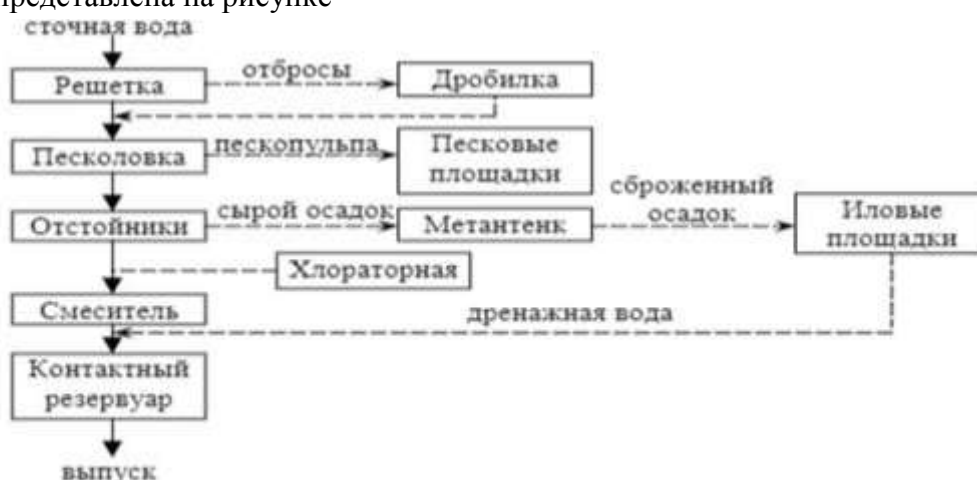 представлена на рисунке
сточная вода
Решетка
отбросы
Дробилка
Песколовка
пескопульпа
Песковые
площадки
Отстойники
сырой осадок
Метантенк
сброженный
осадок
Иловые
площадки
Хлораторная
Смеситель
дренажная вода
Контактный
резервуар
выпуск